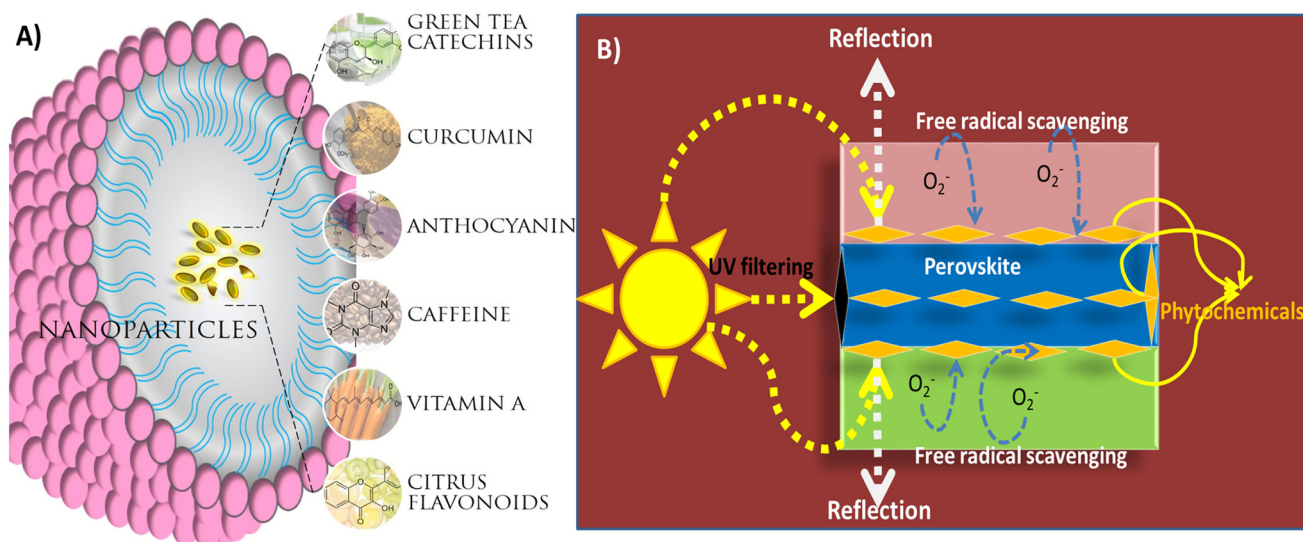 A)
GREEN TEA
CATECHINS
CURCUMIN
ANTHOCYANIN
CAFFEINE
VITAMIN A
CITRUS
FLAVONOIDS
NANOPARTICLES
B)
Reflection
Free radical scavenging
O₂⁻
O₂⁻
UV filtering
Perovskite
Phytochemicals
O₂⁻
O₂⁻
Free radical scavenging
Reflection